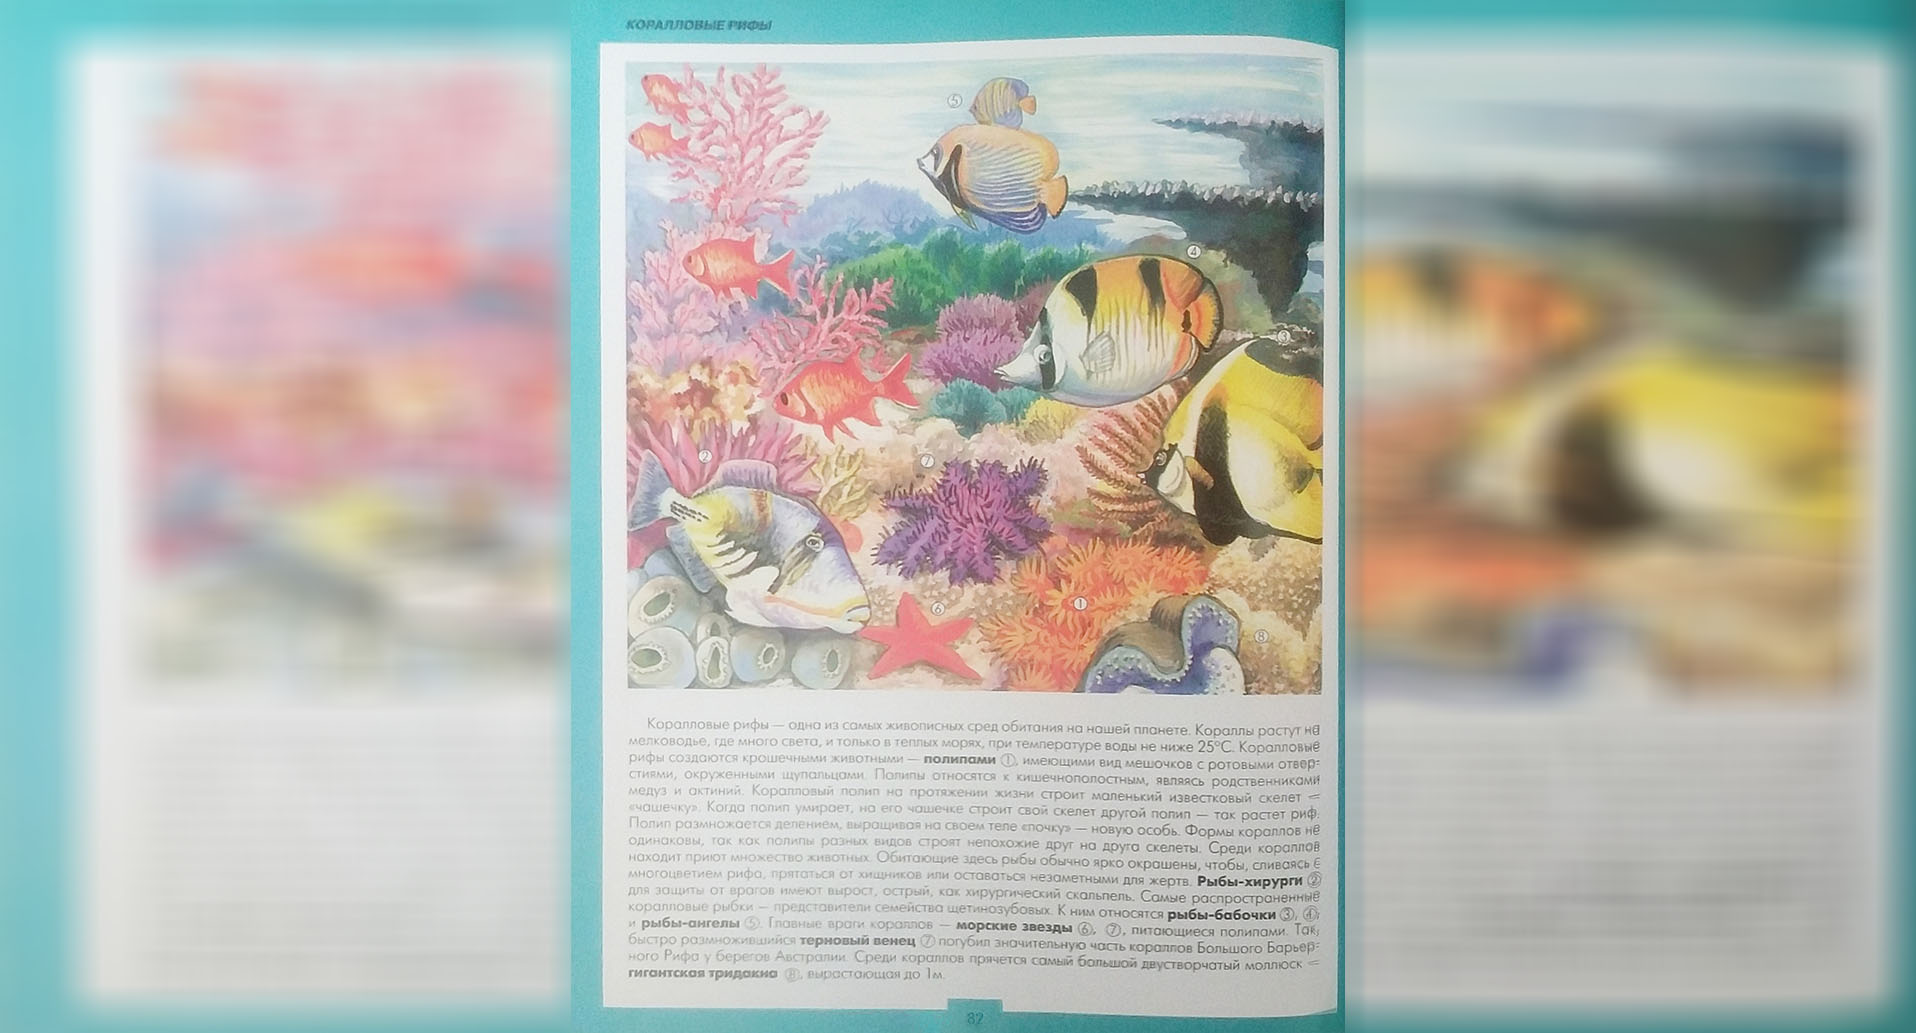 КОРАЛЛОВЫЕ РИФЫ
⑤
④
③
②
⑦
⑥
①
⑧
Коралловые рифы — одна из самых живописных сред обитания на нашей планете. Кораллы растут на
мелководье, где много света, и только в теплых морях, при температуре воды не ниже 25°С. Коралловые
рифы создаются крошечными животными — полипами ①, имеющими вид мешочков с ротовыми отвер-
стиями, окруженными щупальцами. Полипы относятся к кишечнополостным, являясь родственниками
медуз и актиний. Коралловый полип на протяжении жизни строит маленький известковый скелет —
«чашечку». Когда полип умирает, на его чашечке строит свой скелет другой полип — так растет риф.
Полип размножается делением, выращивая на своем теле «почку» — новую особь. Формы кораллов не
одинаковы, так как полипы разных видов строят непохожие друг на друга скелеты. Среди кораллов
находит приют множество животных. Обитающие здесь рыбы обычно ярко окрашены, чтобы, сливаясь с
многоцветием рифа, прятаться от хищников или оставаться незаметными для жертв. Рыбы-хирурги ②
для защиты от врагов имеют вырост, острый, как хирургический скальпель. Самые распространенные
коралловые рыбки — представители семейства щетинозубовых. К ним относятся рыбы-бабочки ③, ④,
и рыбы-ангелы ⑤. Главные враги кораллов — морские звезды ⑥, ⑦, питающиеся полипами. Так,
быстро размножившийся терновый венец ⑦ погубил значительную часть кораллов Большого Барьер-
ного Рифа у берегов Австралии. Среди кораллов прячется самый большой двустворчатый моллюск —
гигантская тридакна ⑧, вырастающая до 1м.
82